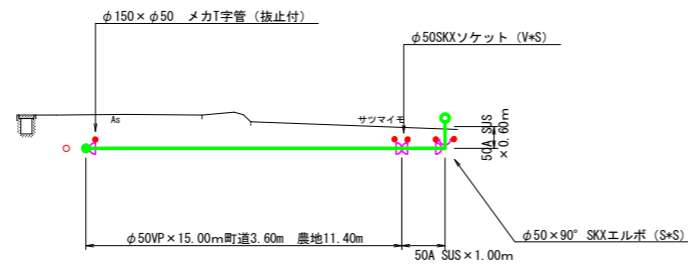 φ150×φ50 メカT字管（抜止付）
φ50SKXソケット（V*S）
As
サツマイモ
50A SUS
×0.60m
φ50VP×15.00m町道3.60m 農地11.40m
50A SUS×1.00m
φ50×90° SKXエルボ（S*S）